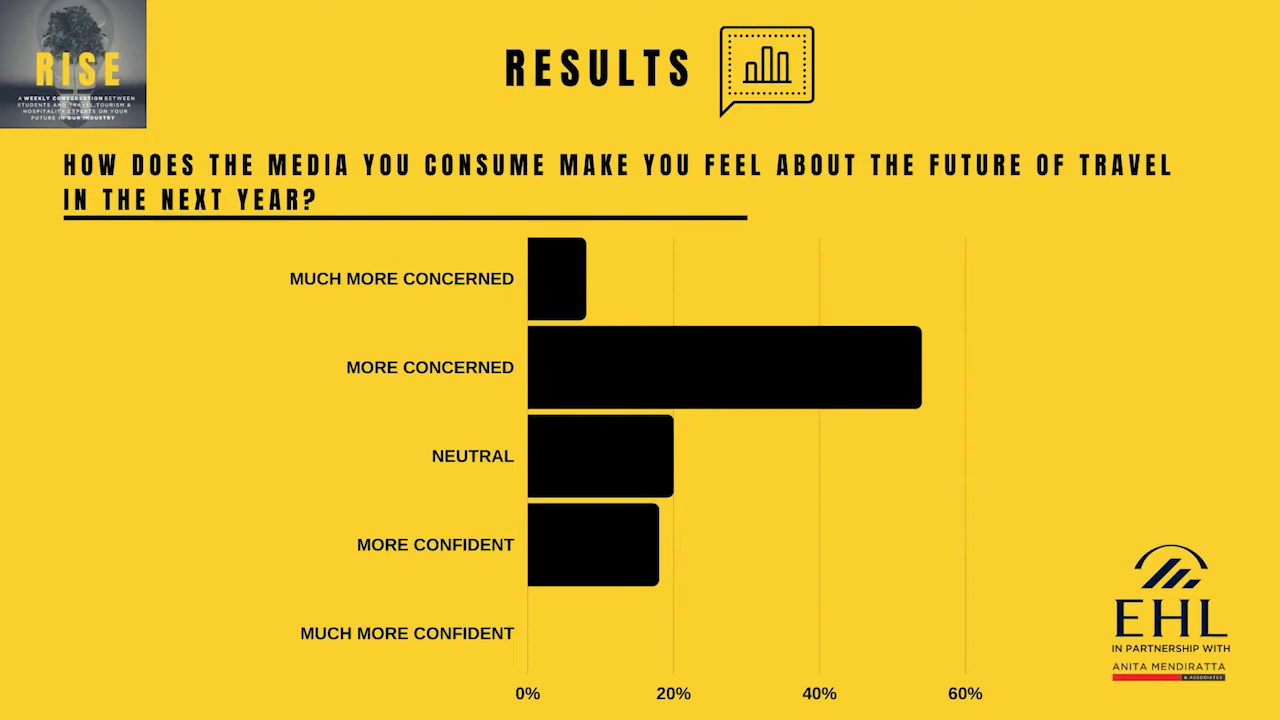 RISE
A WEEKLY CONVERSATION BETWEEN
STUDENTS AND TRAVEL, TOURISM &
HOSPITALITY EXPERTS ON YOUR
FUTURE IN OUR INDUSTRY
RESULTS
HOW DOES THE MEDIA YOU CONSUME MAKE YOU FEEL ABOUT THE FUTURE OF TRAVEL
IN THE NEXT YEAR?
MUCH MORE CONCERNED
MORE CONCERNED
NEUTRAL
MORE CONFIDENT
MUCH MORE CONFIDENT
0% 20% 40% 60%
EHL
IN PARTNERSHIP WITH
ANITA MENDIRATTA
& ASSOCIATES